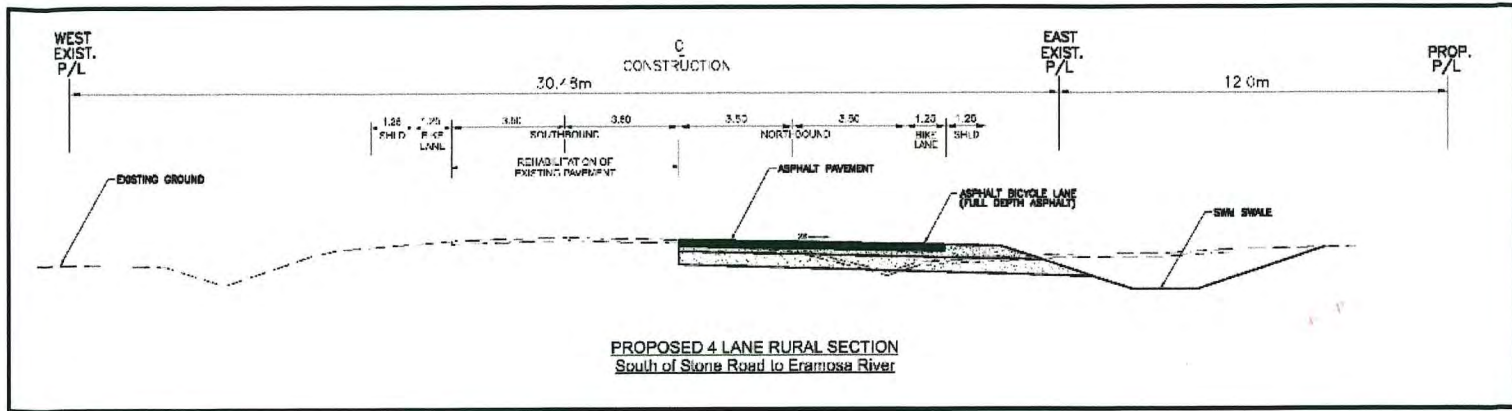 WEST
EXIST.
P/L
C
CONSTRUCTION
EAST
EXIST.
P/L
PROP.
P/L
30.48m
12.0m
1.25 1.25 3.50 3.50 3.50 3.50 1.25 1.25
SHLD BIKE LANE SOUTHBOUND NORTHBOUND BIKE LANE SHLD
REHABILITATION OF
EXISTING PAVEMENT
EXISTING GROUND
ASPHALT PAVEMENT
ASPHALT BICYCLE LANE
(FULL DEPTH ASPHALT)
SWM SWALE
PROPOSED 4 LANE RURAL SECTION
South of Stone Road to Eramosa River